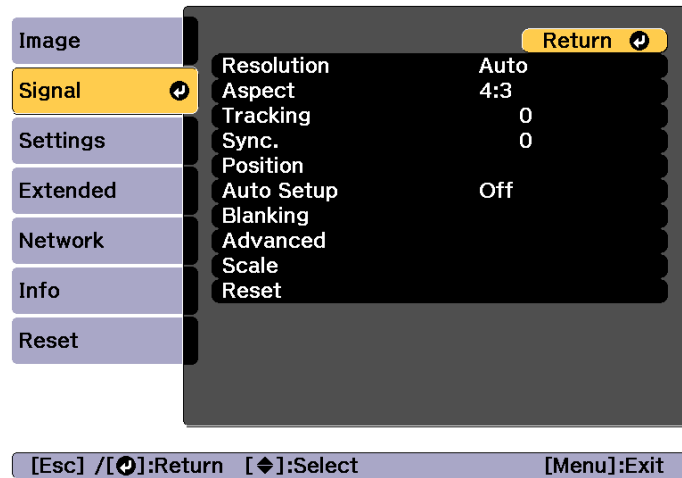 Image
Signal
Settings
Extended
Network
Info
Reset
Return
Resolution Auto
Aspect 4:3
Tracking 0
Sync. 0
Position
Auto Setup Off
Blanking
Advanced
Scale
Reset
[Esc] /[⏎]:Return [◆]:Select [Menu]:Exit